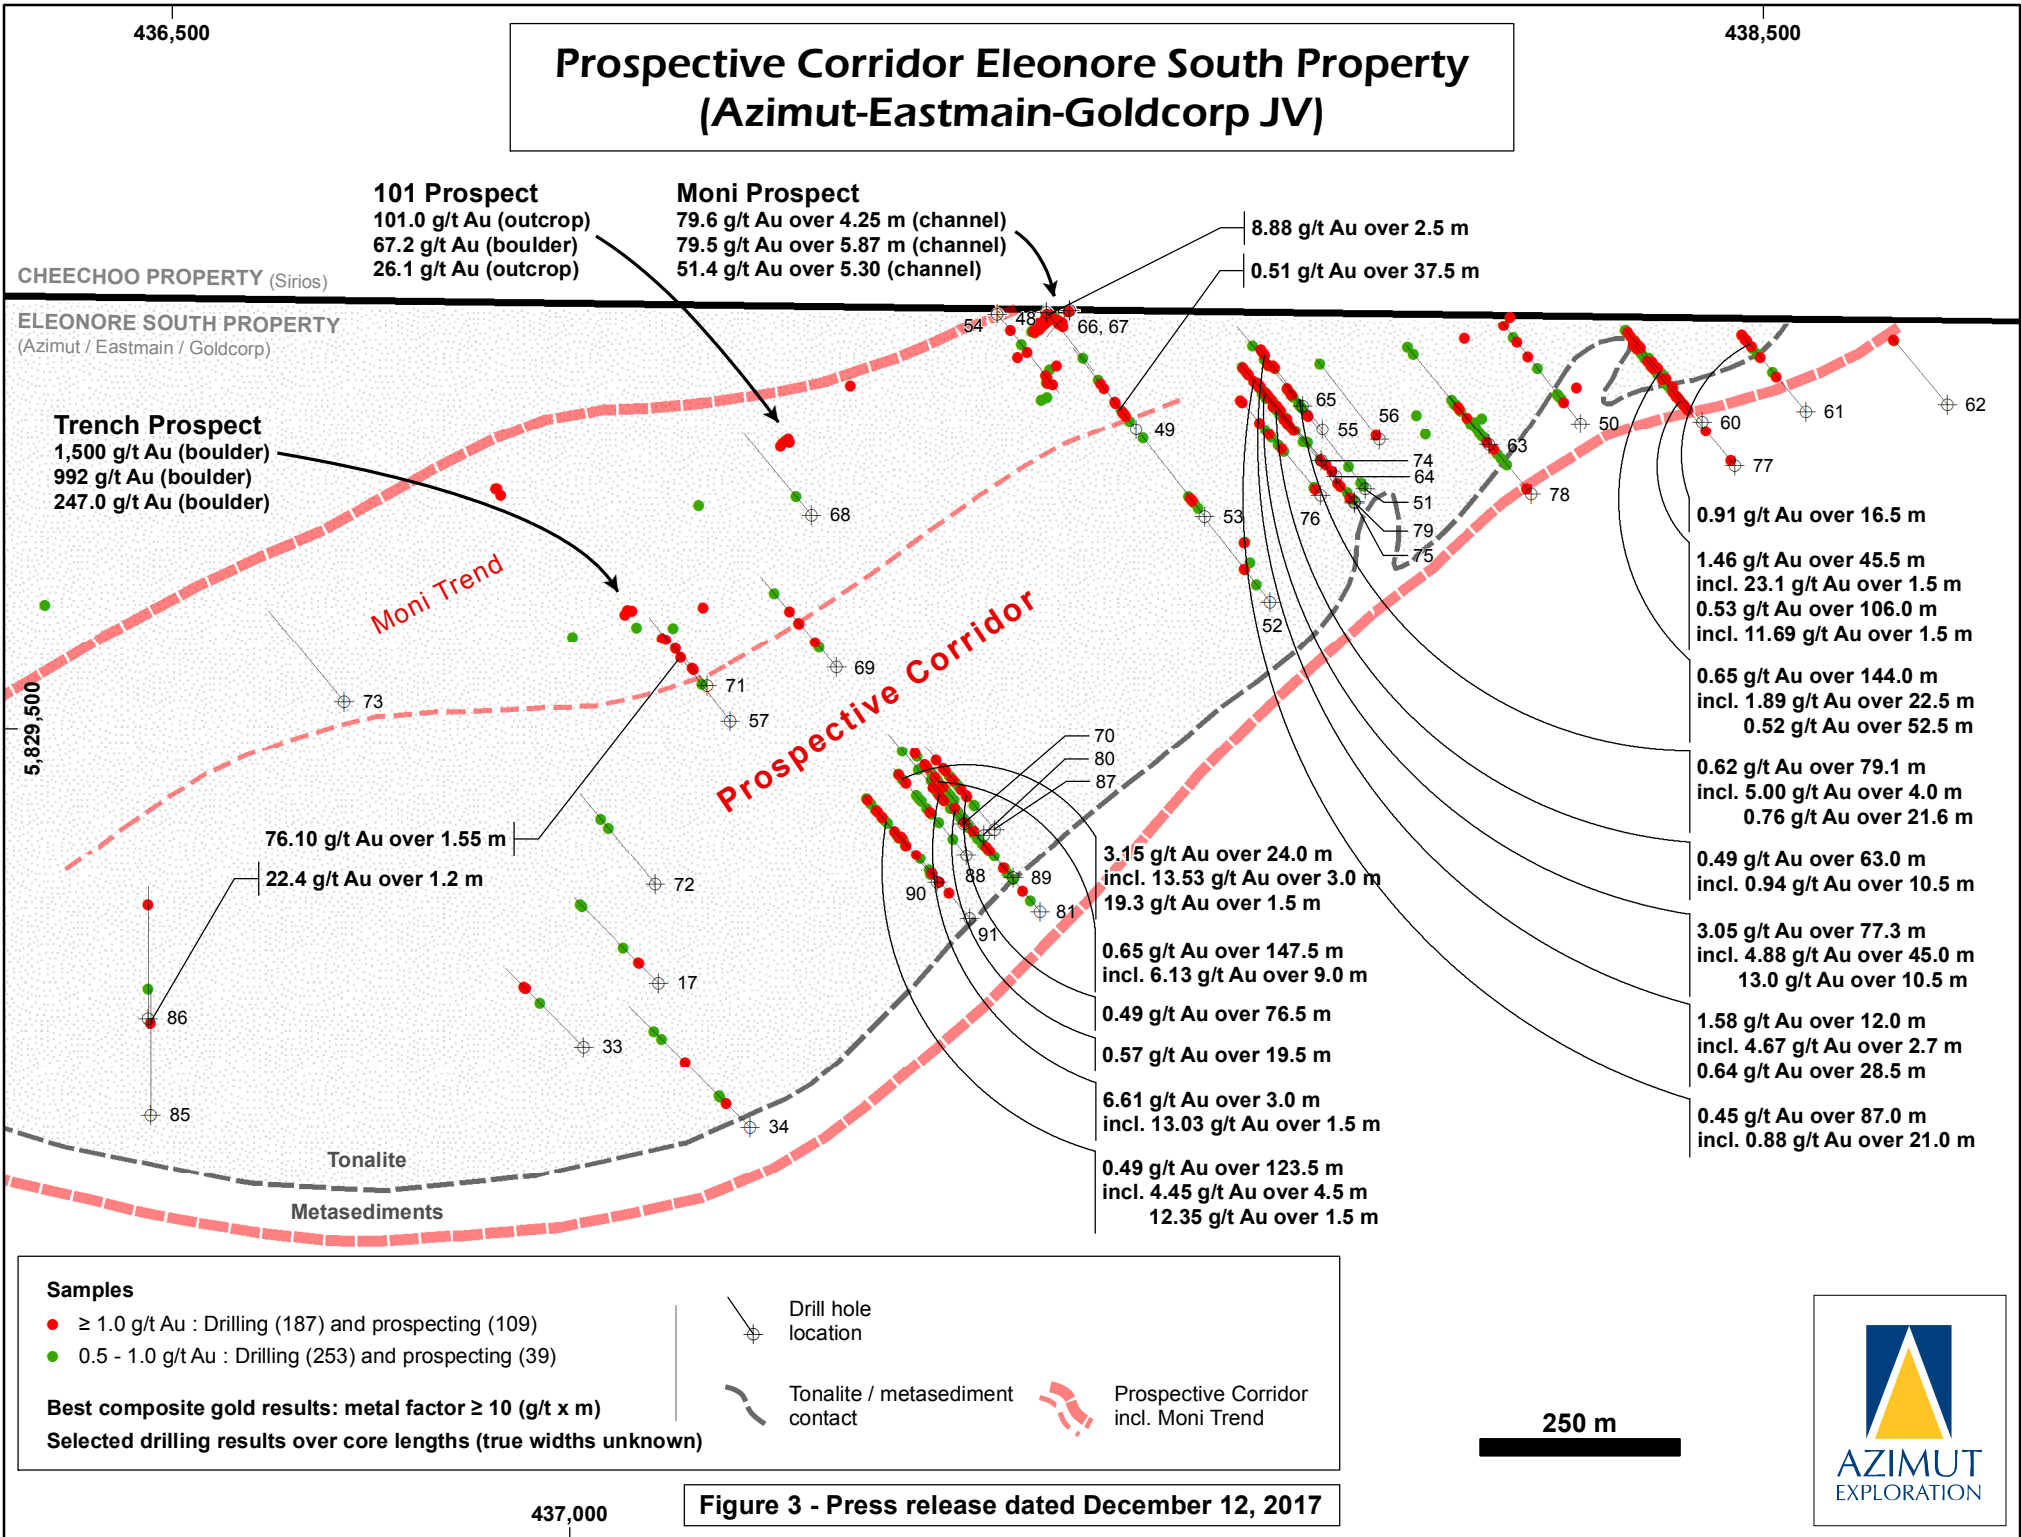 436,500
438,500
Prospective Corridor Eleonore South Property
(Azimut-Eastmain-Goldcorp JV)
101 Prospect
101.0 g/t Au (outcrop)
67.2 g/t Au (boulder)
26.1 g/t Au (outcrop)
Moni Prospect
79.6 g/t Au over 4.25 m (channel)
79.5 g/t Au over 5.87 m (channel)
51.4 g/t Au over 5.30 (channel)
8.88 g/t Au over 2.5 m
0.51 g/t Au over 37.5 m
CHEECHOO PROPERTY (Sirios)
ELEONORE SOUTH PROPERTY
(Azimut / Eastmain / Goldcorp)
Trench Prospect
1,500 g/t Au (boulder)
992 g/t Au (boulder)
247.0 g/t Au (boulder)
54
48
66, 67
49
65
55
56
74
64
51
79
75
76
63
78
50
60
77
61
62
53
52
68
69
71
57
73
Moni Trend
Prospective Corridor
5,829,500
70
80
87
88
89
81
90
91
72
17
33
34
86
85
76.10 g/t Au over 1.55 m
22.4 g/t Au over 1.2 m
0.91 g/t Au over 16.5 m
1.46 g/t Au over 45.5 m
incl. 23.1 g/t Au over 1.5 m
0.53 g/t Au over 106.0 m
incl. 11.69 g/t Au over 1.5 m
0.65 g/t Au over 144.0 m
incl. 1.89 g/t Au over 22.5 m
0.52 g/t Au over 52.5 m
0.62 g/t Au over 79.1 m
incl. 5.00 g/t Au over 4.0 m
0.76 g/t Au over 21.6 m
0.49 g/t Au over 63.0 m
incl. 0.94 g/t Au over 10.5 m
3.05 g/t Au over 77.3 m
incl. 4.88 g/t Au over 45.0 m
13.0 g/t Au over 10.5 m
1.58 g/t Au over 12.0 m
incl. 4.67 g/t Au over 2.7 m
0.64 g/t Au over 28.5 m
0.45 g/t Au over 87.0 m
incl. 0.88 g/t Au over 21.0 m
3.15 g/t Au over 24.0 m
incl. 13.53 g/t Au over 3.0 m
19.3 g/t Au over 1.5 m
0.65 g/t Au over 147.5 m
incl. 6.13 g/t Au over 9.0 m
0.49 g/t Au over 76.5 m
0.57 g/t Au over 19.5 m
6.61 g/t Au over 3.0 m
incl. 13.03 g/t Au over 1.5 m
0.49 g/t Au over 123.5 m
incl. 4.45 g/t Au over 4.5 m
12.35 g/t Au over 1.5 m
Tonalite
Metasediments
Samples
≥ 1.0 g/t Au : Drilling (187) and prospecting (109)
0.5 - 1.0 g/t Au : Drilling (253) and prospecting (39)
Best composite gold results: metal factor ≥ 10 (g/t x m)
Selected drilling results over core lengths (true widths unknown)
Drill hole
location
Tonalite / metasediment
contact
Prospective Corridor
incl. Moni Trend
250 m
AZIMUT
EXPLORATION
Figure 3 - Press release dated December 12, 2017
437,000